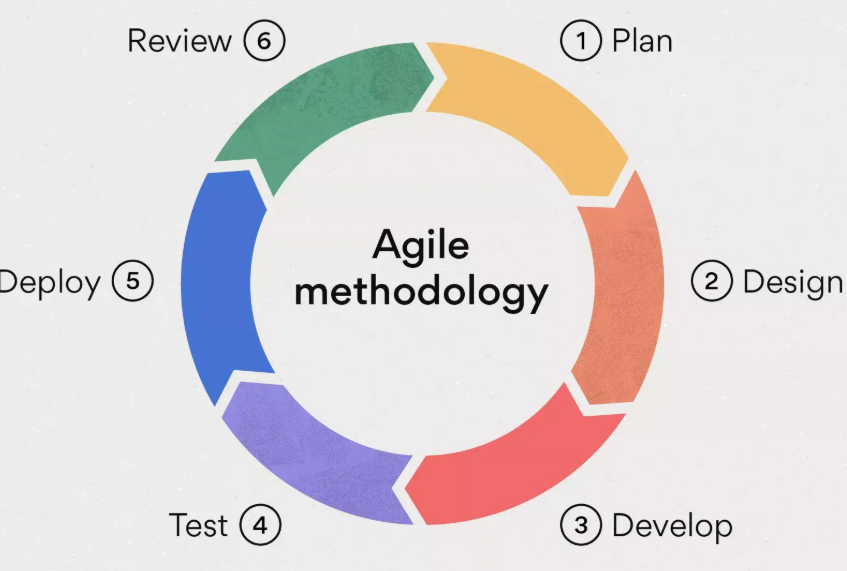 Review 6
1 Plan
Agile
methodology
Deploy 5
2 Design
Test 4
3 Develop